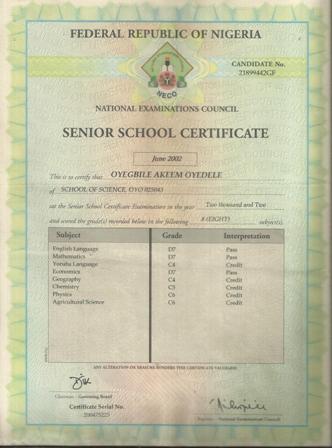 FEDERAL REPUBLIC OF NIGERIA
CANDIDATE No.
21899442GF
NECO
NATIONAL EXAMINATIONS COUNCIL
SENIOR SCHOOL CERTIFICATE
June 2002
This is to certify that OYEGBILE AKEEM OYEDELE
of SCHOOL OF SCIENCE, OYO 025043
sat the Senior School Certificate Examination in the year Two thousand and Two
and scored the grade(s) recorded below in the following 8 (EIGHT) subject(s).
Subject Grade Interpretation
English Language D7 Pass
Mathematics D7 Pass
Yoruba Language C4 Credit
Economics D7 Pass
Geography C4 Credit
Chemistry C5 Credit
Physics C6 Credit
Agricultural Science C6 Credit
ANY ALTERATION OR ERASURE RENDERS THIS CERTIFICATE VALUELESS
Chairman - Governing Board
Certificate Serial No.
200475225
Registrar - National Examinations Council